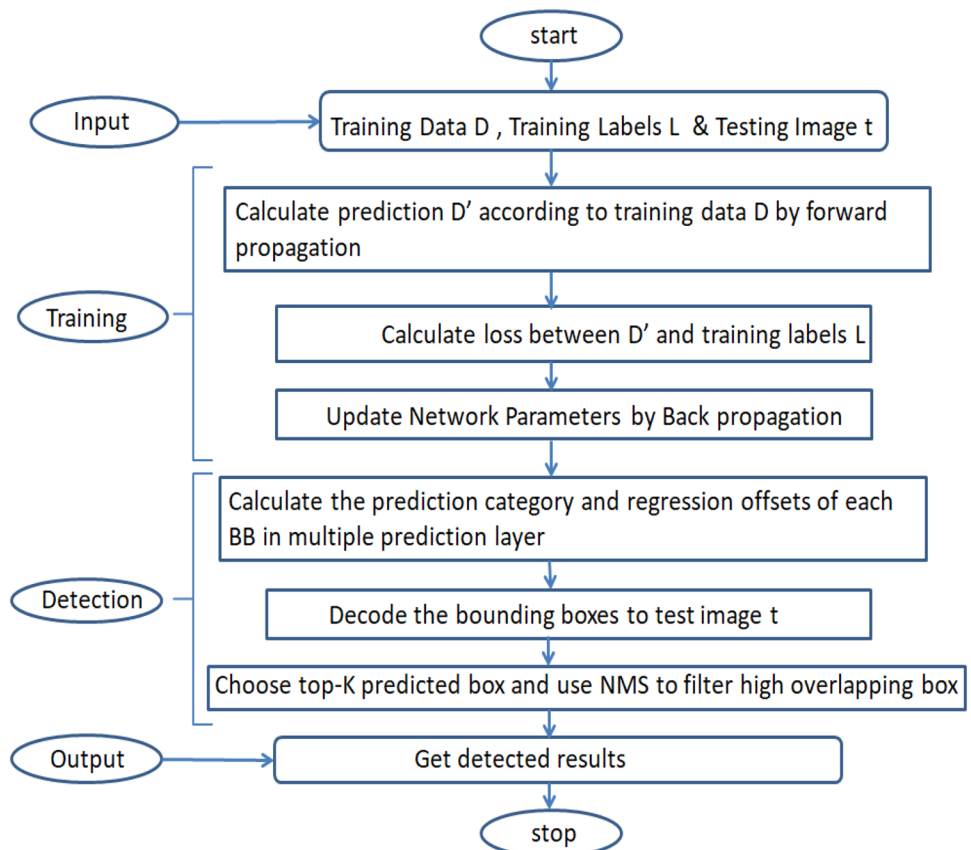 start
Input
Training Data D , Training Labels L & Testing Image t
Calculate prediction D’ according to training data D by forward
propagation
Training
Calculate loss between D’ and training labels L
Update Network Parameters by Back propagation
Calculate the prediction category and regression offsets of each
BB in multiple prediction layer
Detection
Decode the bounding boxes to test image t
Choose top-K predicted box and use NMS to filter high overlapping box
Output
Get detected results
stop